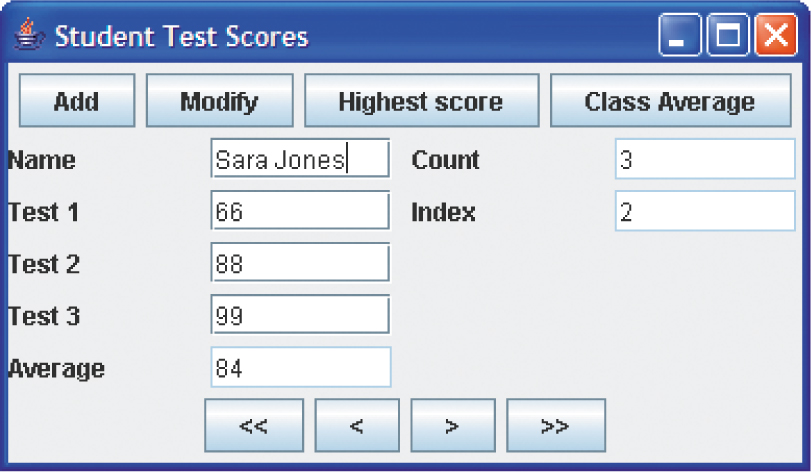 Student Test Scores
Add Modify Highest score Class Average
Name Sara Jones Count 3
Test 1 66 Index 2
Test 2 88
Test 3 99
Average 84
<< < > >>